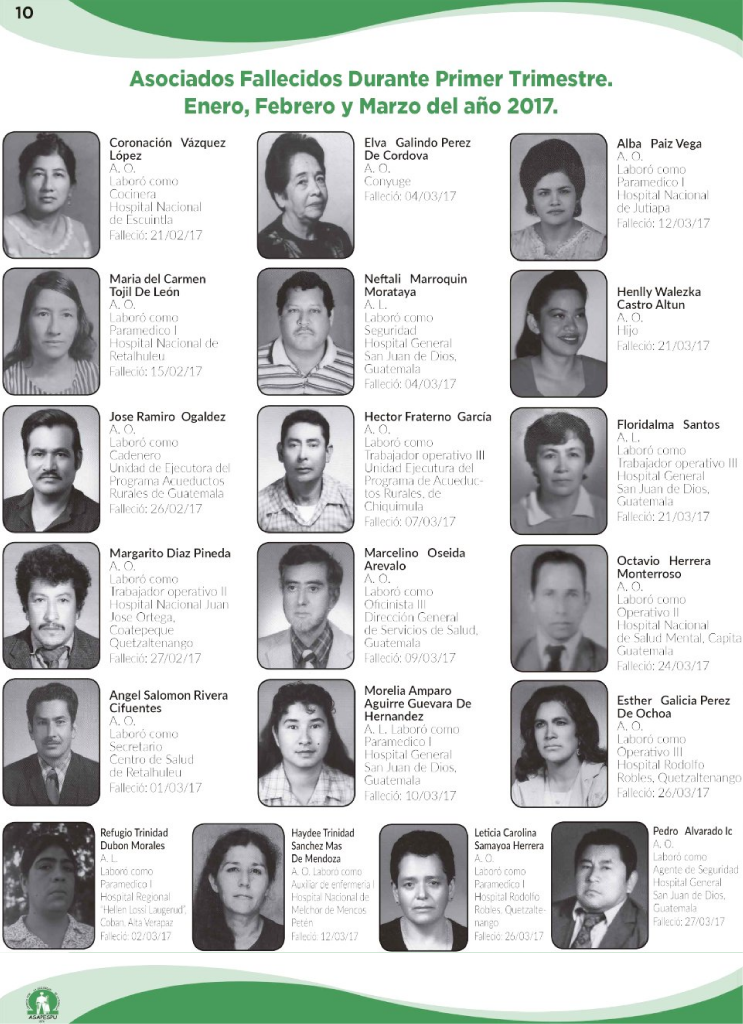 10
Asociados Fallecidos Durante Primer Trimestre.
Enero, Febrero y Marzo del año 2017.
Coronación Vázquez
López
A. O.
Laboró como
Cocinera
Hospital Nacional
de Escuintla
Falleció: 21/02/17
Elva Galindo Perez
De Cordova
A. O.
Conyuge
Falleció: 04/03/17
Alba Paiz Vega
A. O.
Laboró como
Paramedico I
Hospital Nacional
de Jutiapa
Falleció: 12/03/17
Maria del Carmen
Tojil De León
A. O.
Laboró como
Paramedico I
Hospital Nacional de
Retalhuleu
Falleció: 15/02/17
Neftali Marroquin
Morataya
A. L.
Laboró como
Seguridad
Hospital General
San Juan de Dios,
Guatemala
Falleció: 04/03/17
Henlly Walezka
Castro Altun
A. O.
Hijo
Falleció: 21/03/17
Jose Ramiro Ogaldez
A. O.
Laboró como
Cadenero
Unidad de Ejecutora del
Programa Acueductos
Rurales de Guatemala
Falleció: 26/02/17
Hector Fraterno García
A. O.
Laboró como
Trabajador operativo III
Unidad Ejecutura del
Programa de Acueduc-
tos Rurales, de
Chiquimula
Falleció: 07/03/17
Floridalma Santos
A. L.
Laboró como
Trabajador operativo III
Hospital General
San Juan de Dios,
Guatemala
Falleció: 21/03/17
Margarito Diaz Pineda
A. O.
Laboró como
Trabajador operativo II
Hospital Nacional Juan
Jose Ortega,
Coatepeque
Quetzaltenango
Falleció: 27/02/17
Marcelino Oseida
Arevalo
A. O.
Laboró como
Oficinista III
Dirección General
de Servicios de Salud,
Guatemala
Falleció: 09/03/17
Octavio Herrera
Monterroso
A. O.
Laboró como
Operativo II
Hospital Nacional
de Salud Mental, Capita
Guatemala
Falleció: 24/03/17
Angel Salomon Rivera
Cifuentes
A. O.
Laboró como
Secretario
Centro de Salud
de Retalhuleu
Falleció: 01/03/17
Morelia Amparo
Aguirre Guevara De
Hernandez
A. L. Laboró como
Paramedico I
Hospital General
San Juan de Dios,
Guatemala
Falleció: 10/03/17
Esther Galicia Perez
De Ochoa
A. O.
Laboró como
Operativo III
Hospital Rodolfo
Robles, Quetzaltenango
Falleció: 26/03/17
Refugio Trinidad
Dubon Morales
A. L.
Laboró como
Paramedico I
Hospital Regional
"Hellen Lossi Laugerud",
Coban, Alta Verapaz
Falleció: 02/03/17
Haydee Trinidad
Sanchez Mas
De Mendoza
A. O. Laboró como
Auxiliar de enfermería I
Hospital Nacional de
Melchor de Mencos
Petén
Falleció: 12/03/17
Leticia Carolina
Samayoa Herrera
A. O.
Laboró como
Paramedico I
Hospital Rodolfo
Robles, Quetzalte-
nango
Falleció: 26/03/17
Pedro Alvarado Ic
A. O.
Laboró como
Agente de Seguridad
Hospital General
San Juan de Dios,
Guatemala
Falleció: 27/03/17